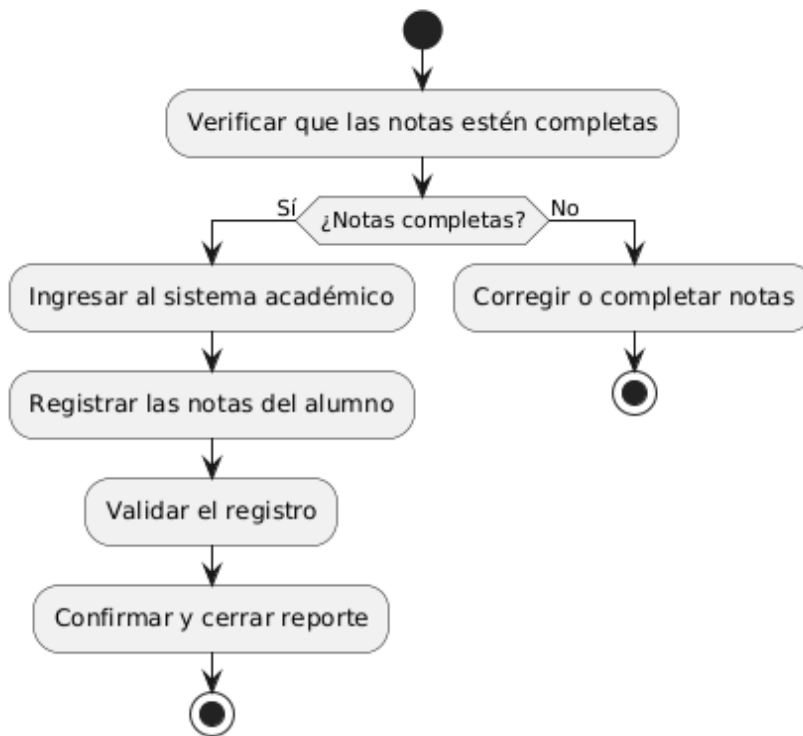 Verificar que las notas estén completas
Sí
¿Notas completas?
No
Ingresar al sistema académico
Corregir o completar notas
Registrar las notas del alumno
Validar el registro
Confirmar y cerrar reporte